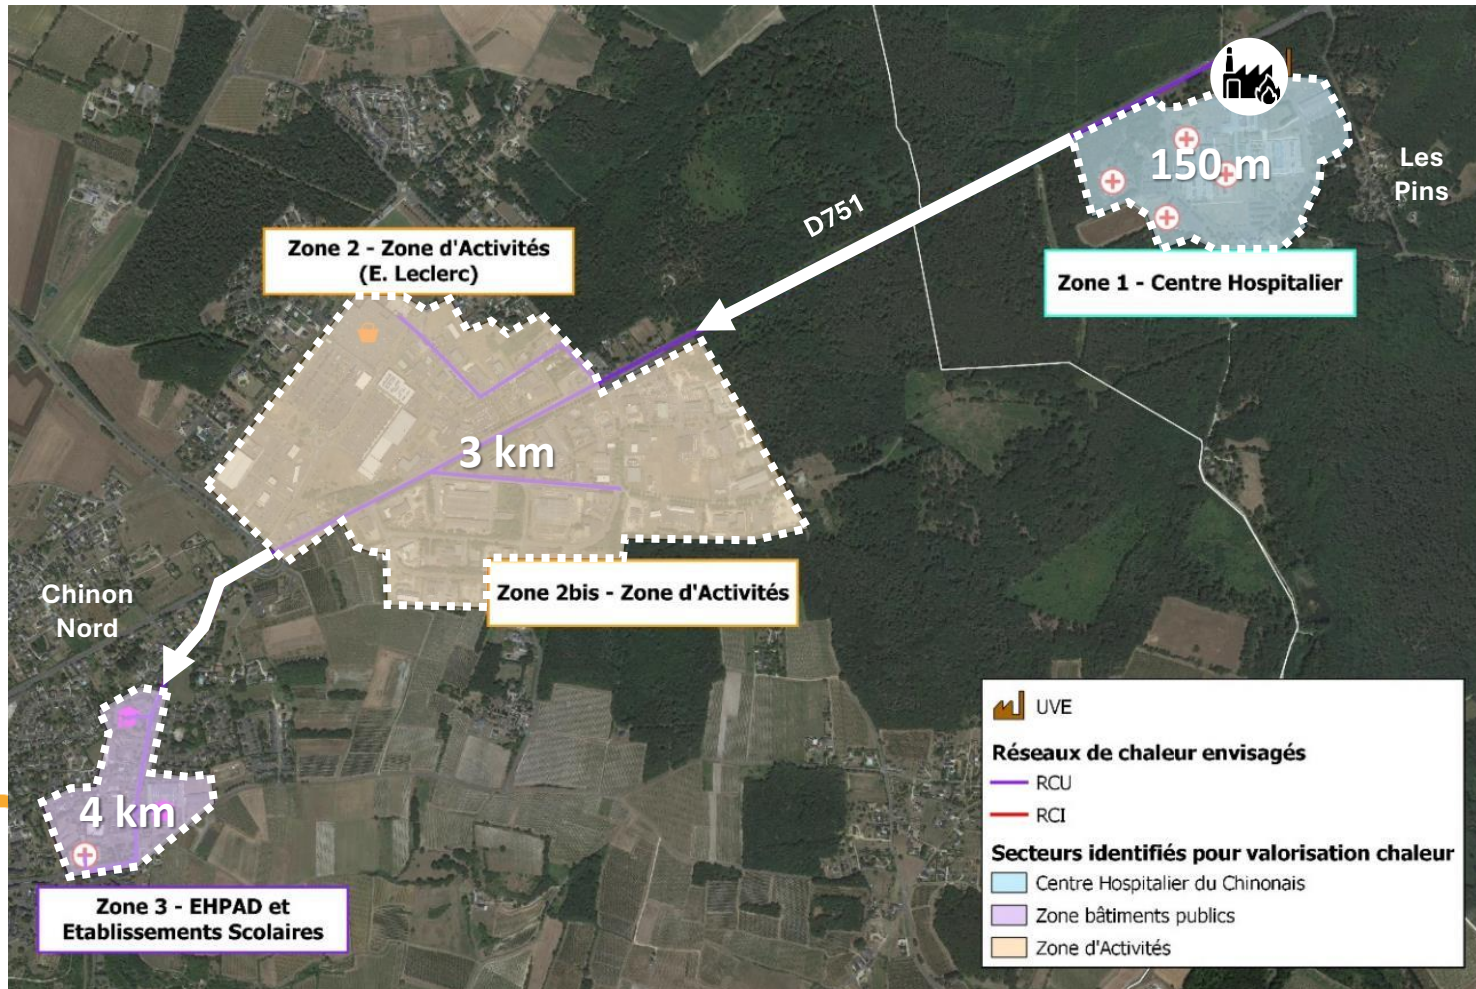 Les
Pins
150 m
D751
Zone 2 - Zone d'Activités
(E. Leclerc)
Zone 1 - Centre Hospitalier
3 km
Chinon
Nord
Zone 2bis - Zone d'Activités
4 km
Zone 3 - EHPAD et
Etablissements Scolaires
UVE
Réseaux de chaleur envisagés
RCU
RCI
Secteurs identifiés pour valorisation chaleur
Centre Hospitalier du Chinonais
Zone bâtiments publics
Zone d'Activités